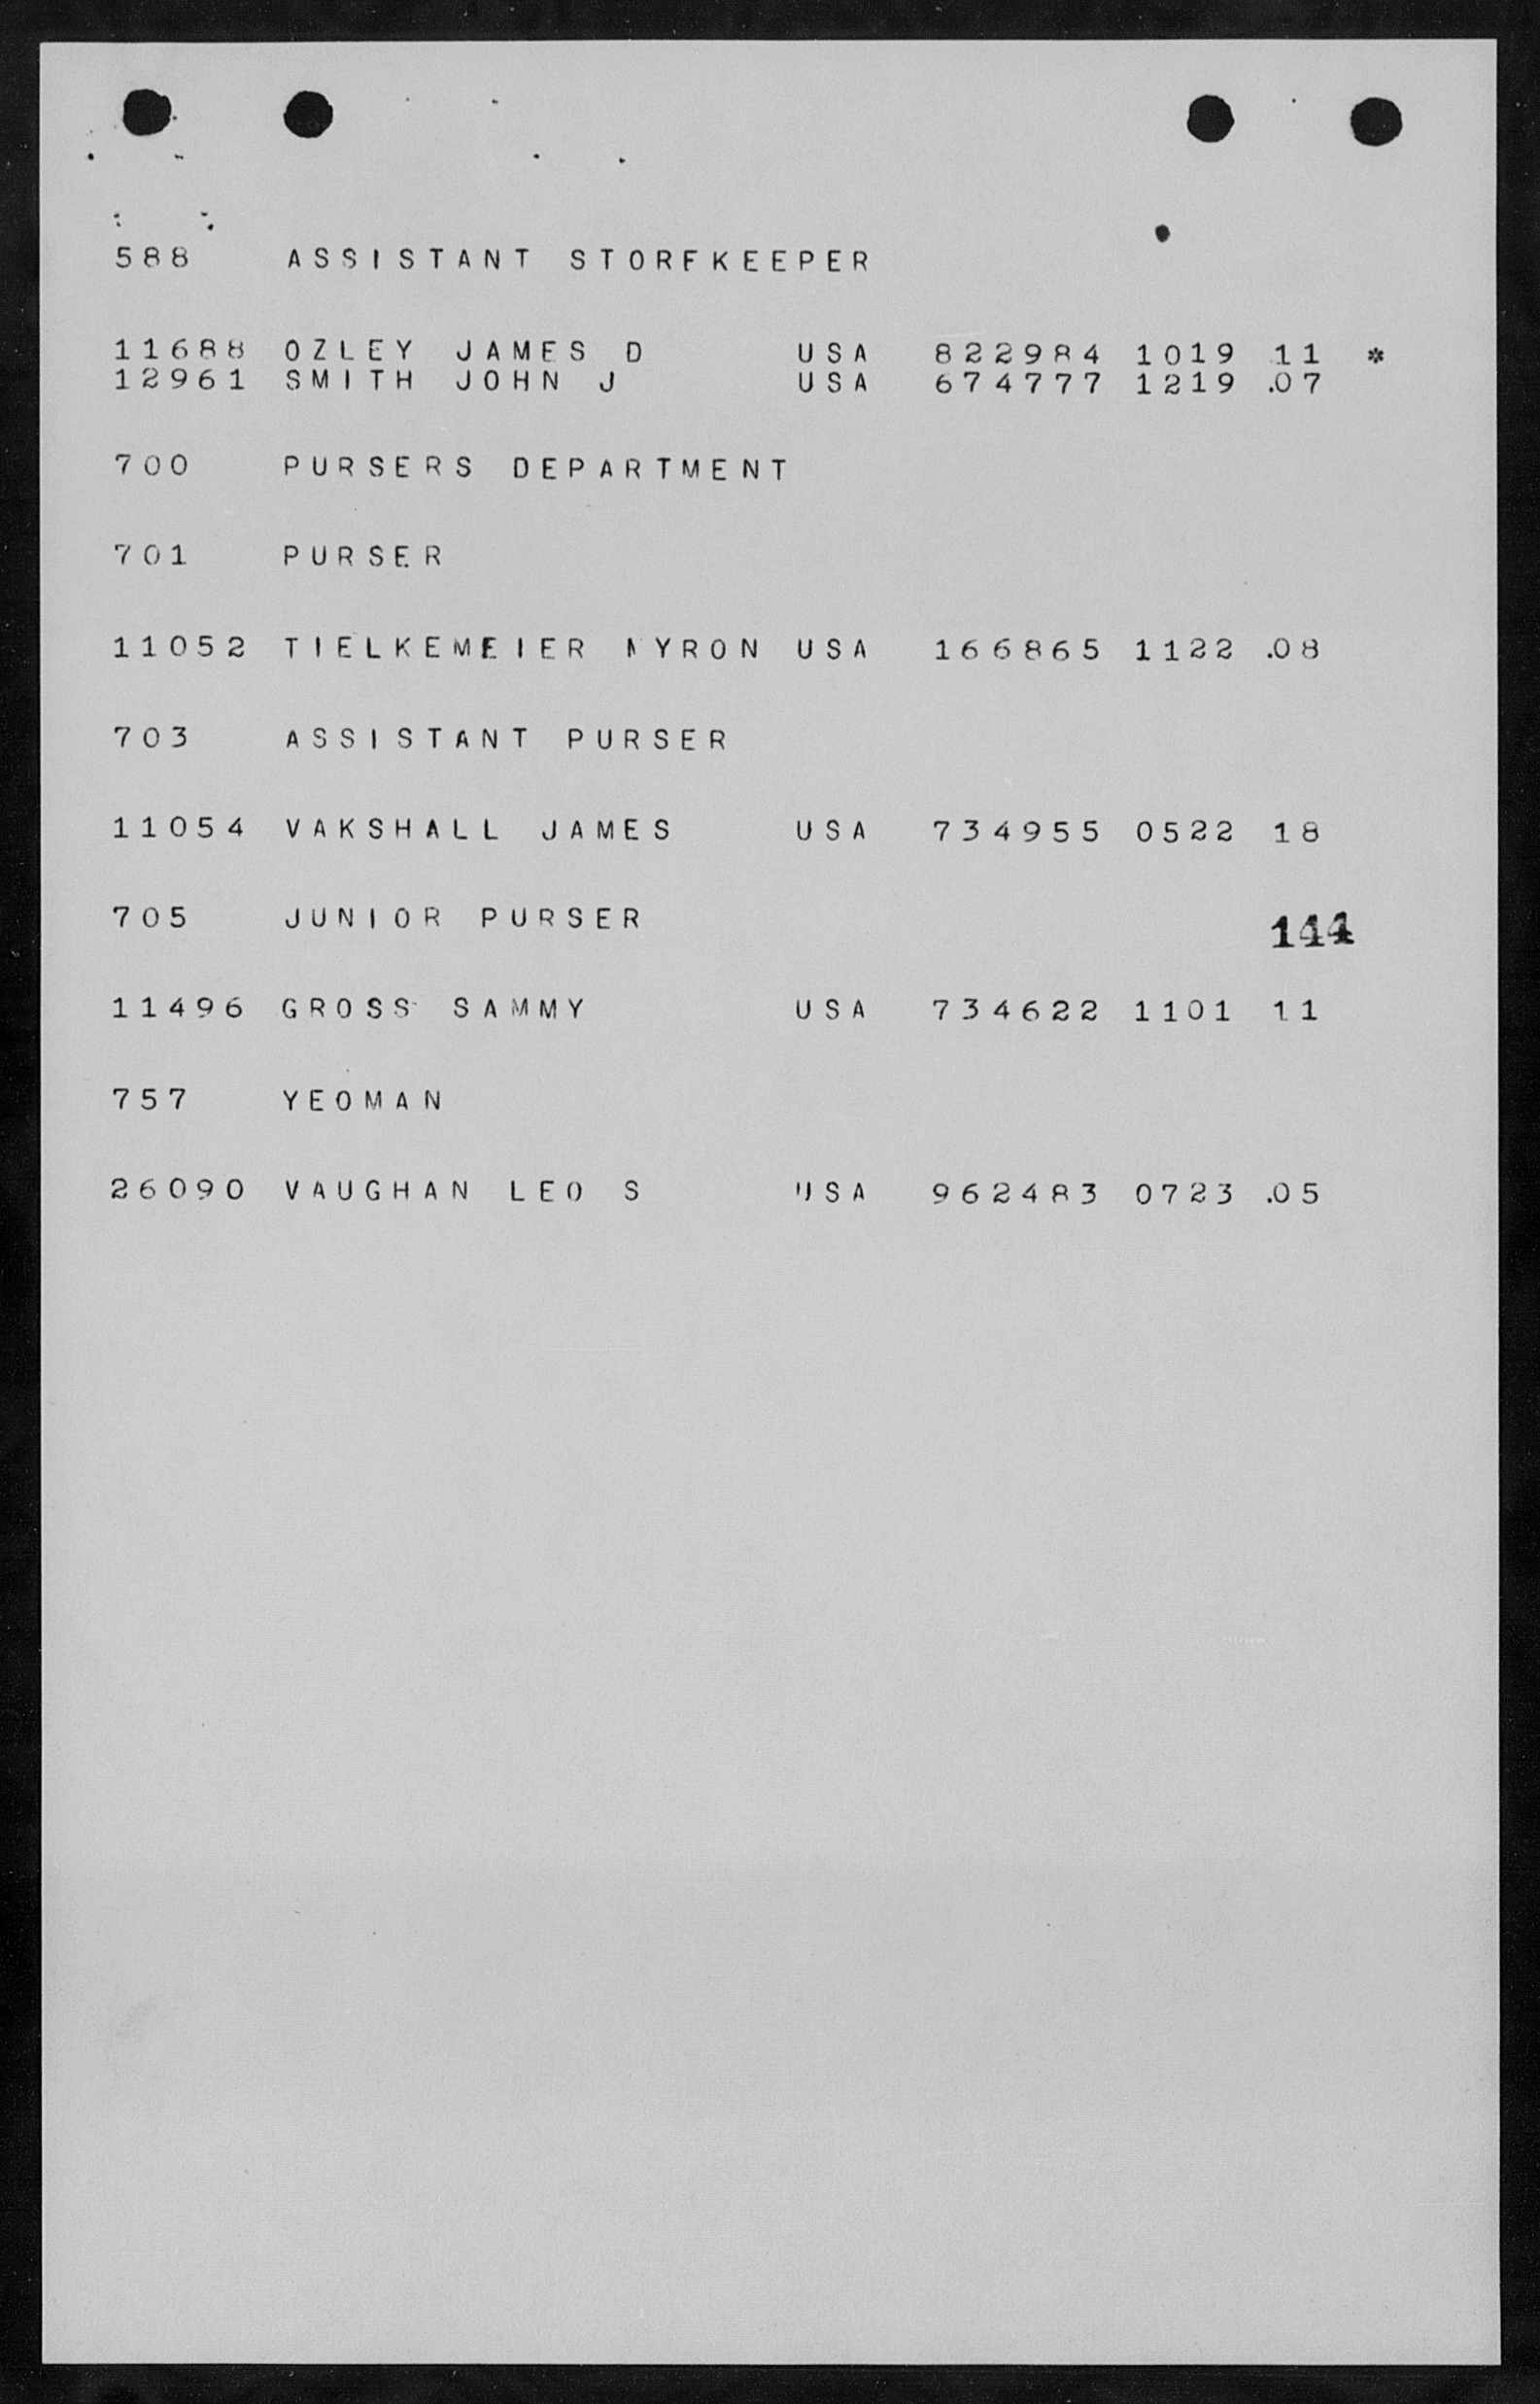 588 ASSISTANT STOREKEEPER
11688 OZLEY JAMES D USA 822984 1019 11 *
12961 SMITH JOHN J USA 674777 1219 .07
700 PURSERS DEPARTMENT
701 PURSER
11052 TIELKEMEIER MYRON USA 166865 1122 .08
703 ASSISTANT PURSER
11054 VAKSHALL JAMES USA 734955 0522 18
705 JUNIOR PURSER
144
11496 GROSS SAMMY USA 734622 1101 11
757 YEOMAN
26090 VAUGHAN LEO S USA 962483 0723 .05